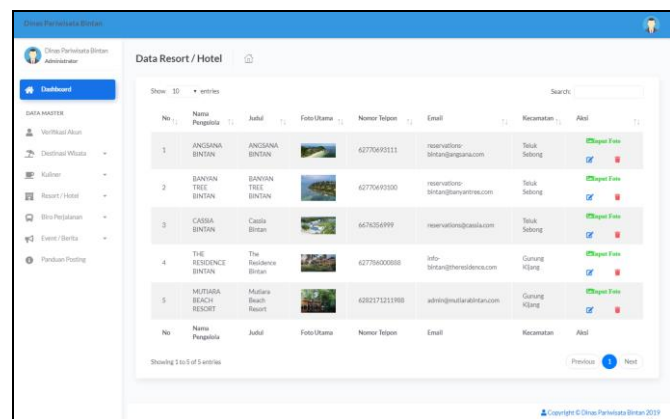 Dinas Pariwisata Bintan
Dinas Pariwisata Bintan
Administrator
Dashboard
DATA MASTER
Verifikasi Akun
Destinasi Wisata
Kuliner
Resort / Hotel
Biro Perjalanan
Event / Berita
Panduan Posting
Data Resort / Hotel
Show 10 entries
Search:
No Nama Pengelola Judul Foto Utama Nomor Telpon Email Kecamatan Aksi
1 ANGSANA BINTAN ANGSANA BINTAN 62770693111 reservations-bintan@angsana.com Teluk Sebong Input Foto
2 BANYAN TREE BINTAN BANYAN TREE BINTAN 62770693100 reservations-bintan@banyantree.com Teluk Sebong Input Foto
3 CASSIA BINTAN Cassia Bintan 6676356999 reservations@cassia.com Teluk Sebong Input Foto
4 THE RESIDENCE BINTAN The Residence Bintan info-bintan@theresidence.com Gunung Kijang Input Foto
5 MUTIARA BEACH RESORT Mutiara Beach Resort 6282171211988 admin@mutiarabintan.com Gunung Kijang Input Foto
No Nama Pengelola Judul Foto Utama Nomor Telpon Email Kecamatan Aksi
Showing 1 to 5 of 5 entries
Previous 1 Next
Copyright © Dinas Pariwisata Bintan 2019